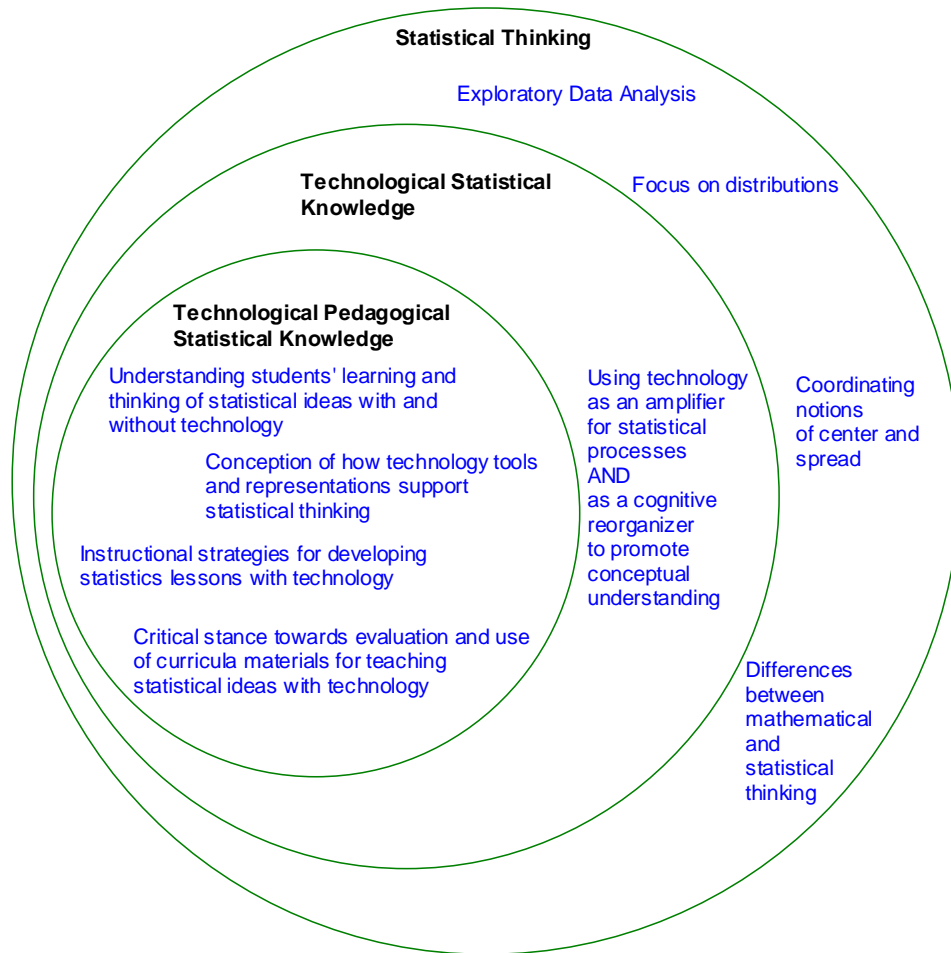 Statistical Thinking
Exploratory Data Analysis
Technological Statistical
Knowledge
Focus on distributions
Technological Pedagogical
Statistical Knowledge
Understanding students' learning and
thinking of statistical ideas with and
without technology
Conception of how technology tools
and representations support
statistical thinking
Instructional strategies for developing
statistics lessons with technology
Critical stance towards evaluation and use
of curricula materials for teaching
statistical ideas with technology
Using technology
as an amplifier
for statistical
processes
AND
as a cognitive
reorganizer
to promote
conceptual
understanding
Coordinating
notions
of center and
spread
Differences
between
mathematical
and
statistical
thinking